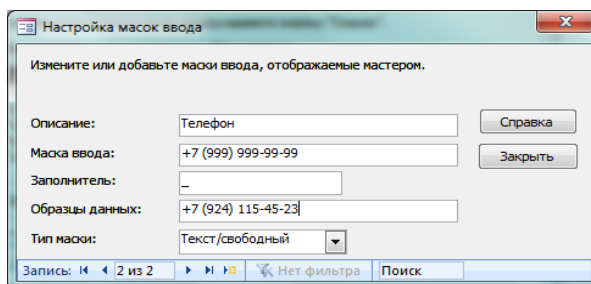 Настройка масок ввода
Измените или добавьте маски ввода, отображаемые мастером.
Описание: Телефон Справка
Маска ввода: +7 (999) 999-99-99 Закрыть
Заполнитель: _
Образцы данных: +7 (924) 115-45-23
Тип маски: Текст/свободный
Запись: 2 из 2 Нет фильтра Поиск